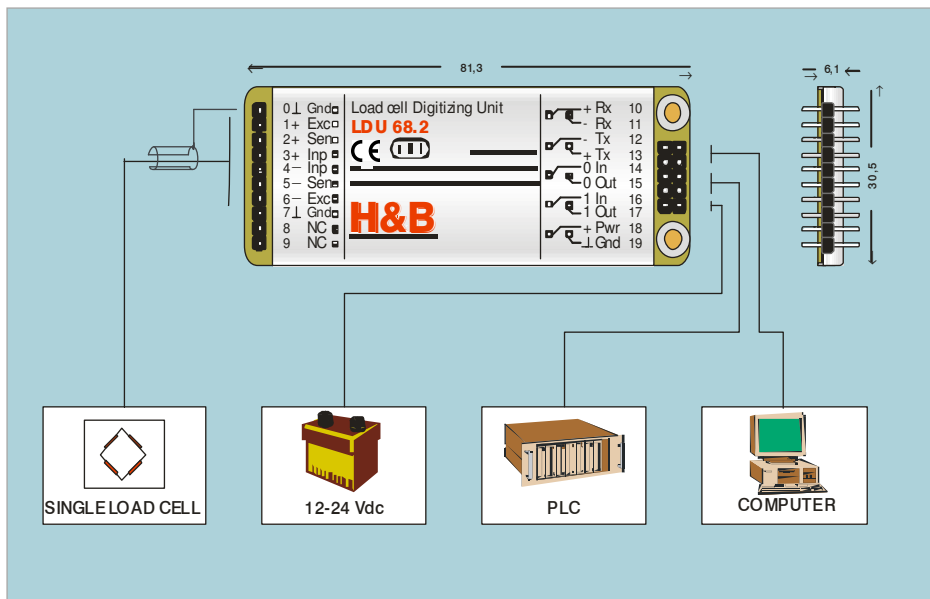 81,3
6,1
30,5
0⊥ Gnd
1+ Exc
2+ Sen
3+ Inp
4− Inp
5− Sen
6− Exc
7⊥ Gnd
8 NC
9 NC
Load cell Digitizing Unit
LDU 68.2
CE
H&B
+ Rx 10
- Rx 11
- Tx 12
+ Tx 13
0 In 14
0 Out 15
1 In 16
1 Out 17
+ Pwr 18
⊥ Gnd 19
SINGLE LOAD CELL
12-24 Vdc
PLC
COMPUTER